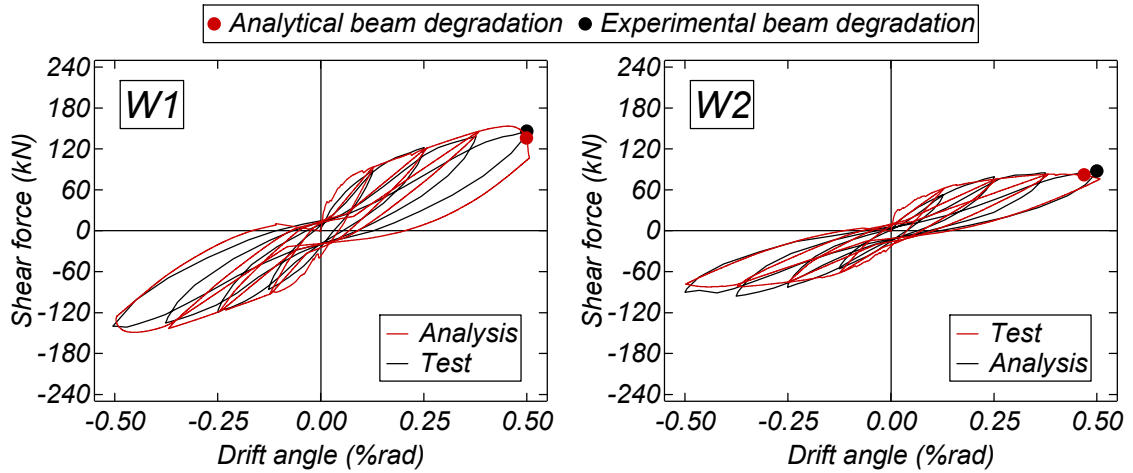 Analytical beam degradation Experimental beam degradation
W1
Shear force (kN)
240
180
120
60
0
-60
-120
-180
-240
-0.50 -0.25 0.00 0.25 0.50
Drift angle (%rad)
Analysis
Test
W2
Shear force (kN)
240
180
120
60
0
-60
-120
-180
-240
-0.50 -0.25 0.00 0.25 0.50
Drift angle (%rad)
Test
Analysis